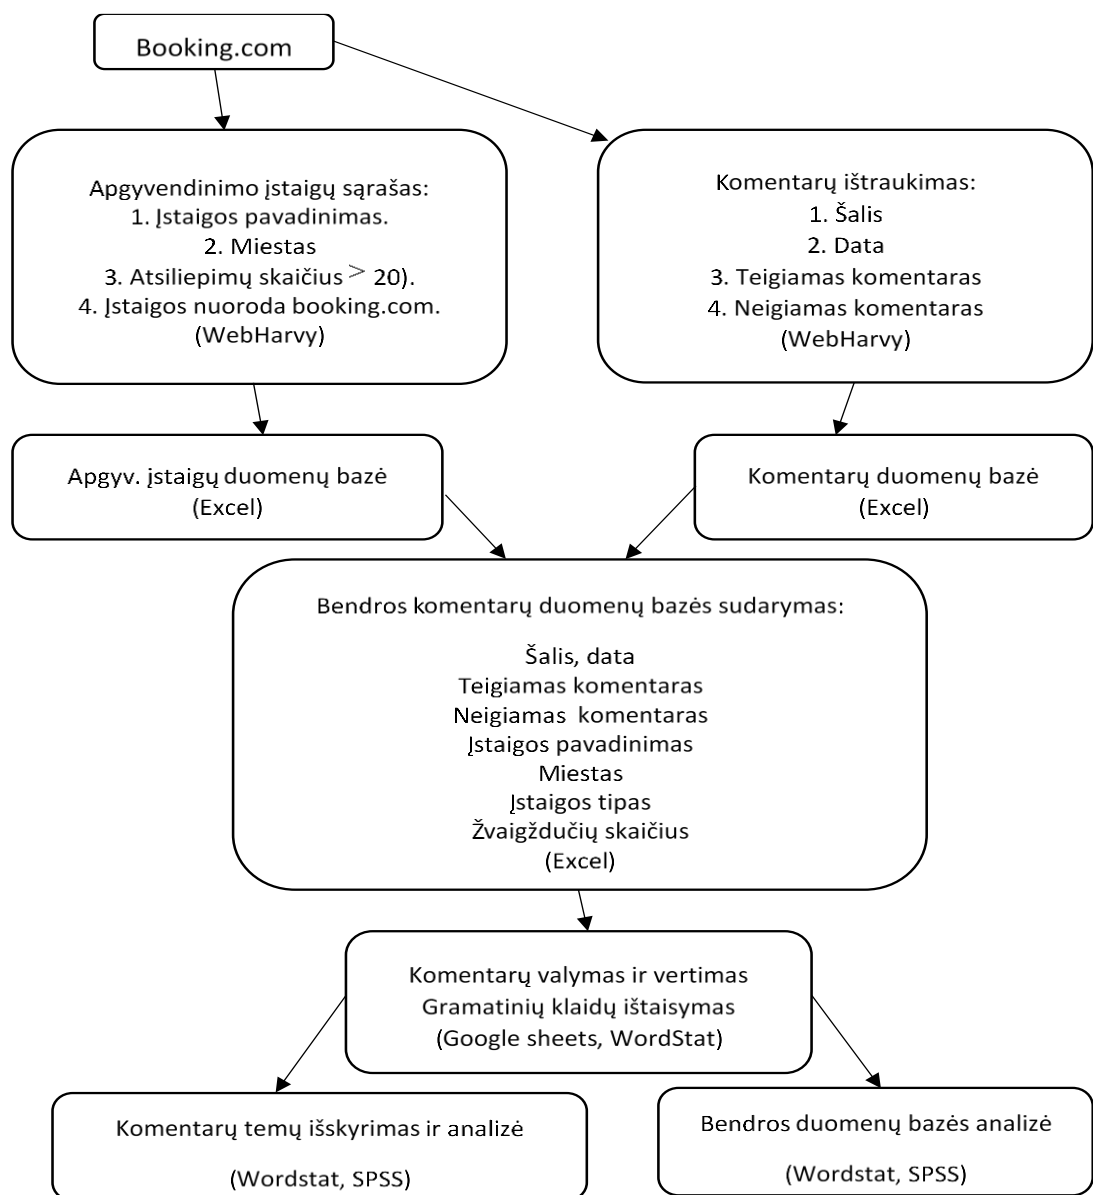 Booking.com
Apgyvendinimo įstaigų sąrašas:
1. Įstaigos pavadinimas.
2. Miestas
3. Atsiliepimų skaičius > 20).
4. Įstaigos nuoroda booking.com.
(WebHarvy)
Komentarų ištraukimas:
1. Šalis
2. Data
3. Teigiamas komentaras
4. Neigiamas komentaras
(WebHarvy)
Apgyv. įstaigų duomenų bazė
(Excel)
Komentarų duomenų bazė
(Excel)
Bendros komentarų duomenų bazės sudarymas:
Šalis, data
Teigiamas komentaras
Neigiamas komentaras
Įstaigos pavadinimas
Miestas
Įstaigos tipas
Žvaigždučių skaičius
(Excel)
Komentarų valymas ir vertimas
Gramatinių klaidų ištaisymas
(Google sheets, WordStat)
Komentarų temų išskyrimas ir analizė
(Wordstat, SPSS)
Bendros duomenų bazės analizė
(Wordstat, SPSS)